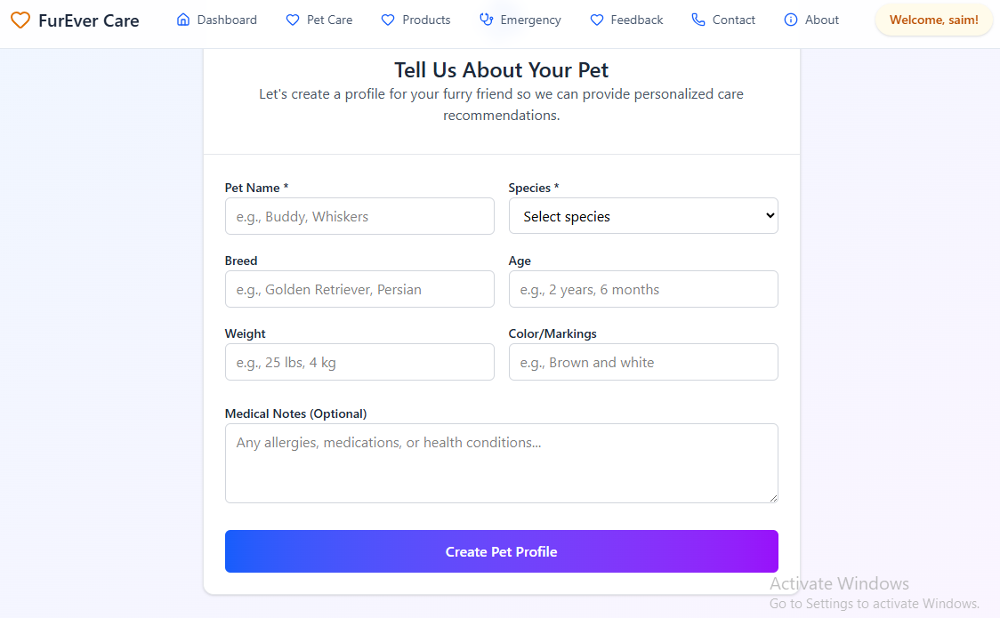 FurEver Care
Dashboard
Pet Care
Products
Emergency
Feedback
Contact
About
Welcome, saim!
Tell Us About Your Pet
Let's create a profile for your furry friend so we can provide personalized care
recommendations.
Pet Name *
Species *
e.g., Buddy, Whiskers
Select species
Breed
Age
e.g., Golden Retriever, Persian
e.g., 2 years, 6 months
Weight
Color/Markings
e.g., 25 lbs, 4 kg
e.g., Brown and white
Medical Notes (Optional)
Any allergies, medications, or health conditions...
Create Pet Profile
Activate Windows
Go to Settings to activate Windows.